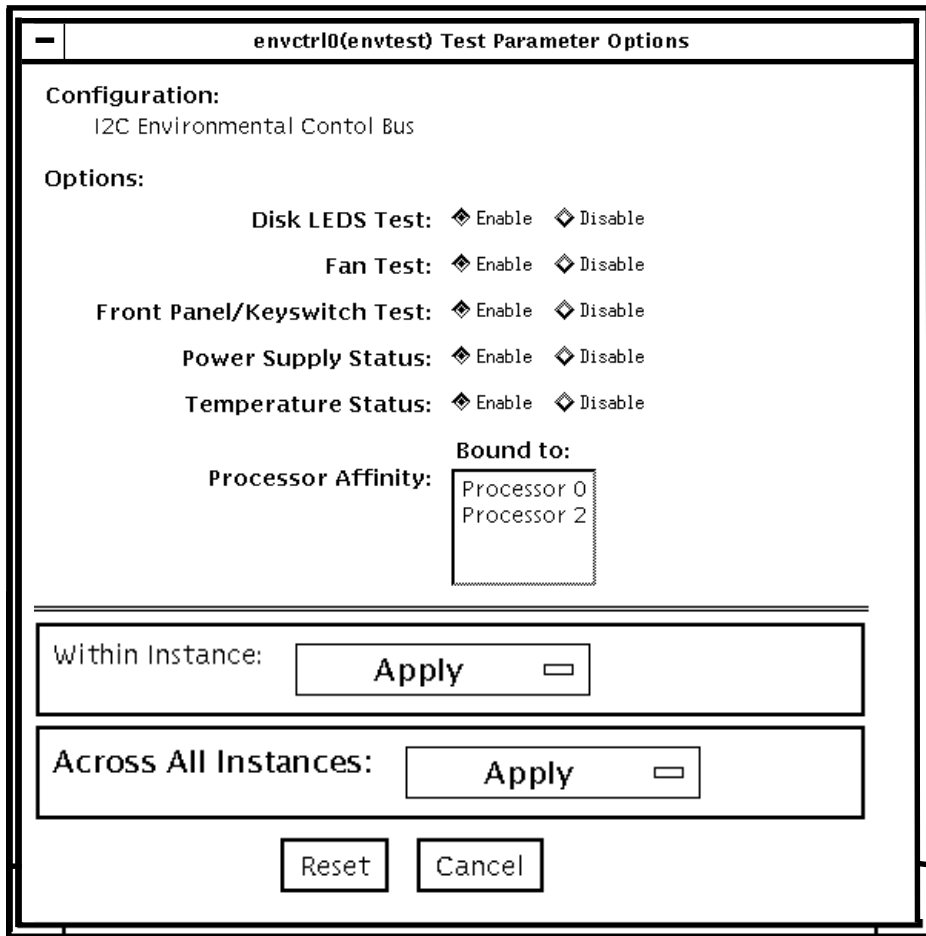 envctrl0(envtest) Test Parameter Options
Configuration:
I2C Environmental Contol Bus
Options:
Disk LEDS Test: Enable Disable
Fan Test: Enable Disable
Front Panel/Keyswitch Test: Enable Disable
Power Supply Status: Enable Disable
Temperature Status: Enable Disable
Bound to:
Processor Affinity: Processor 0
Processor 2
Within Instance: Apply
Across All Instances: Apply
Reset Cancel